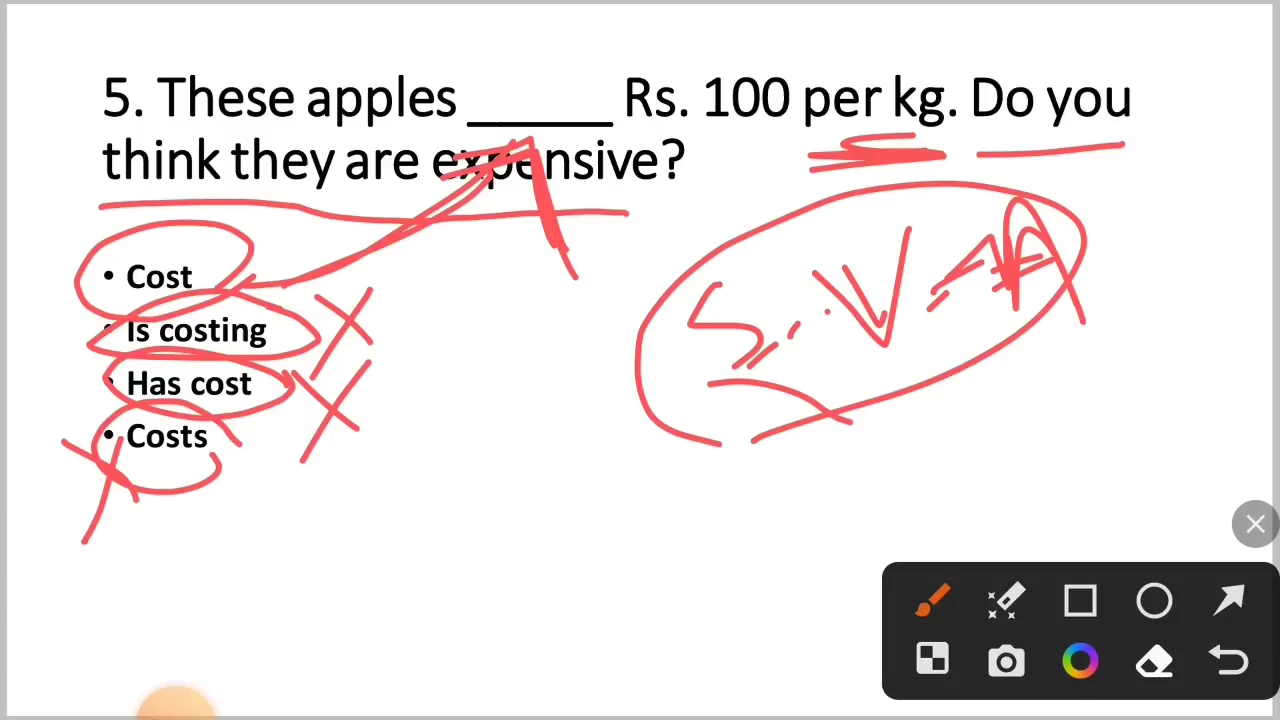 5. These apples ______ Rs. 100 per kg. Do you
think they are expensive?
• Cost
• Is costing
• Has cost
• Costs
S. V